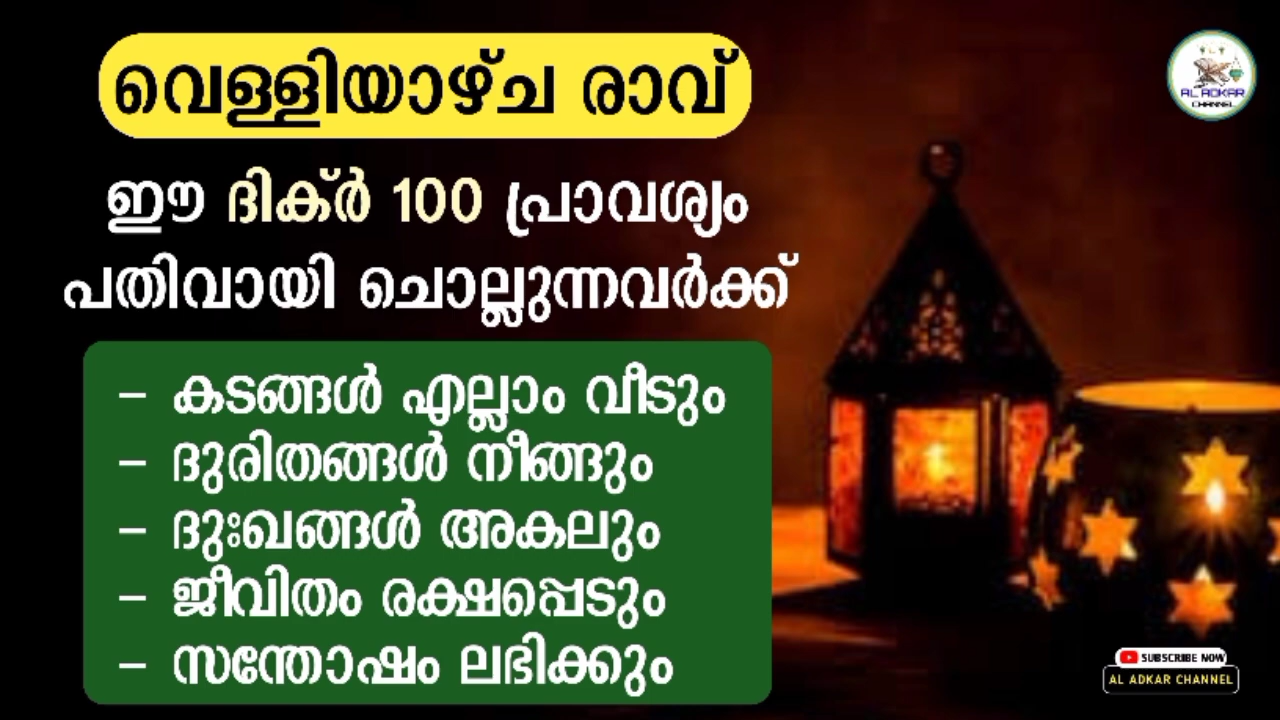 വെള്ളിയാഴ്ച രാവ്
ഈ ദിക്ർ 100 പ്രാവശ്യം
പതിവായി ചൊല്ലുന്നവർക്ക്
- കടങ്ങൾ എല്ലാം വീടും
- ദുരിതങ്ങൾ നീങ്ങും
- ദുഃഖങ്ങൾ അകലും
- ജീവിതം രക്ഷപ്പെടും
- സന്തോഷം ലഭിക്കും
AL ADKAR
CHANNEL
SUBSCRIBE NOW
AL ADKAR CHANNEL